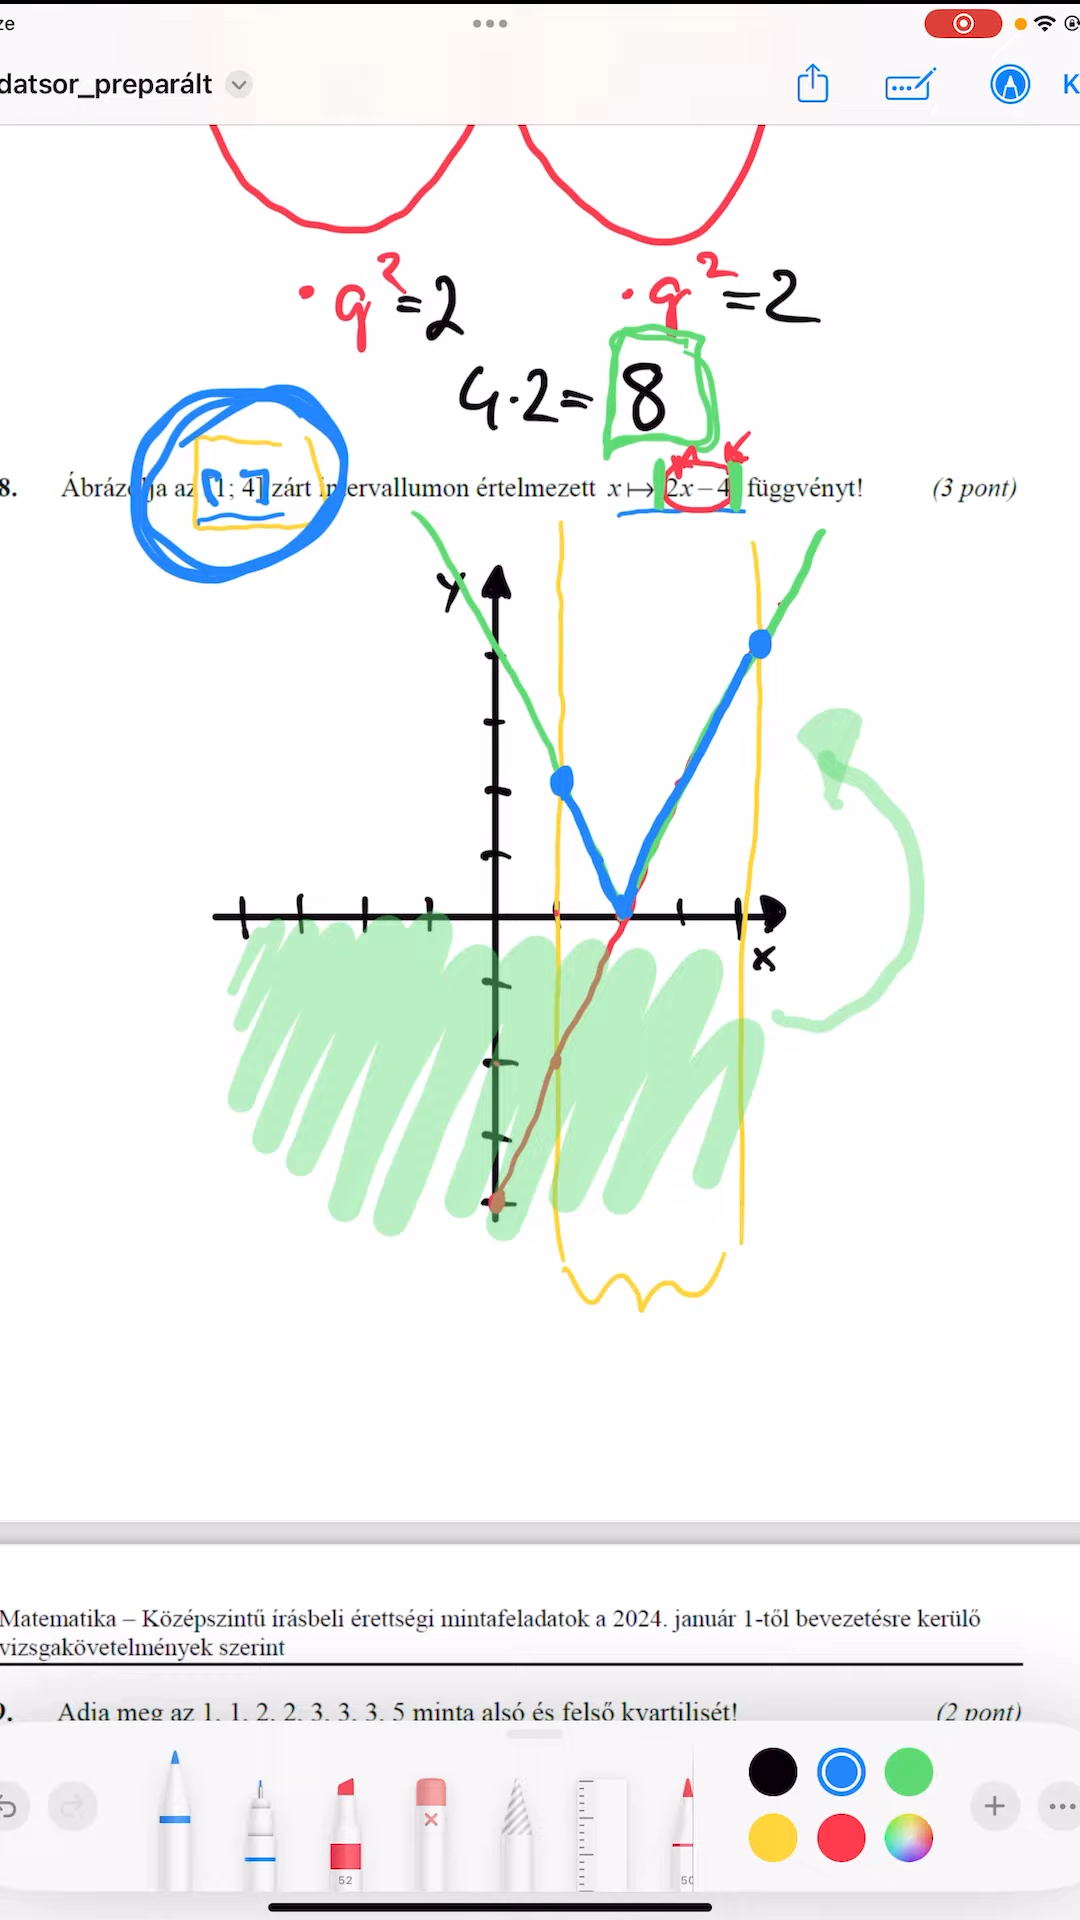 ze
datsor_preparált
K
• q² = 2
• q² = 2
4 · 2 = 8
8. Ábrázolja az [1; 4] zárt intervallumon értelmezett x ↦ |2x − 4| függvényt! (3 pont)
y
x
Matematika – Középszintű írásbeli érettségi mintafeladatok a 2024. január 1-től bevezetésre kerülő
vizsgakövetelmények szerint
Adja meg az 1, 1, 2, 2, 3, 3, 3, 5 minta alsó és felső kvartilisét! (2 pont)
52